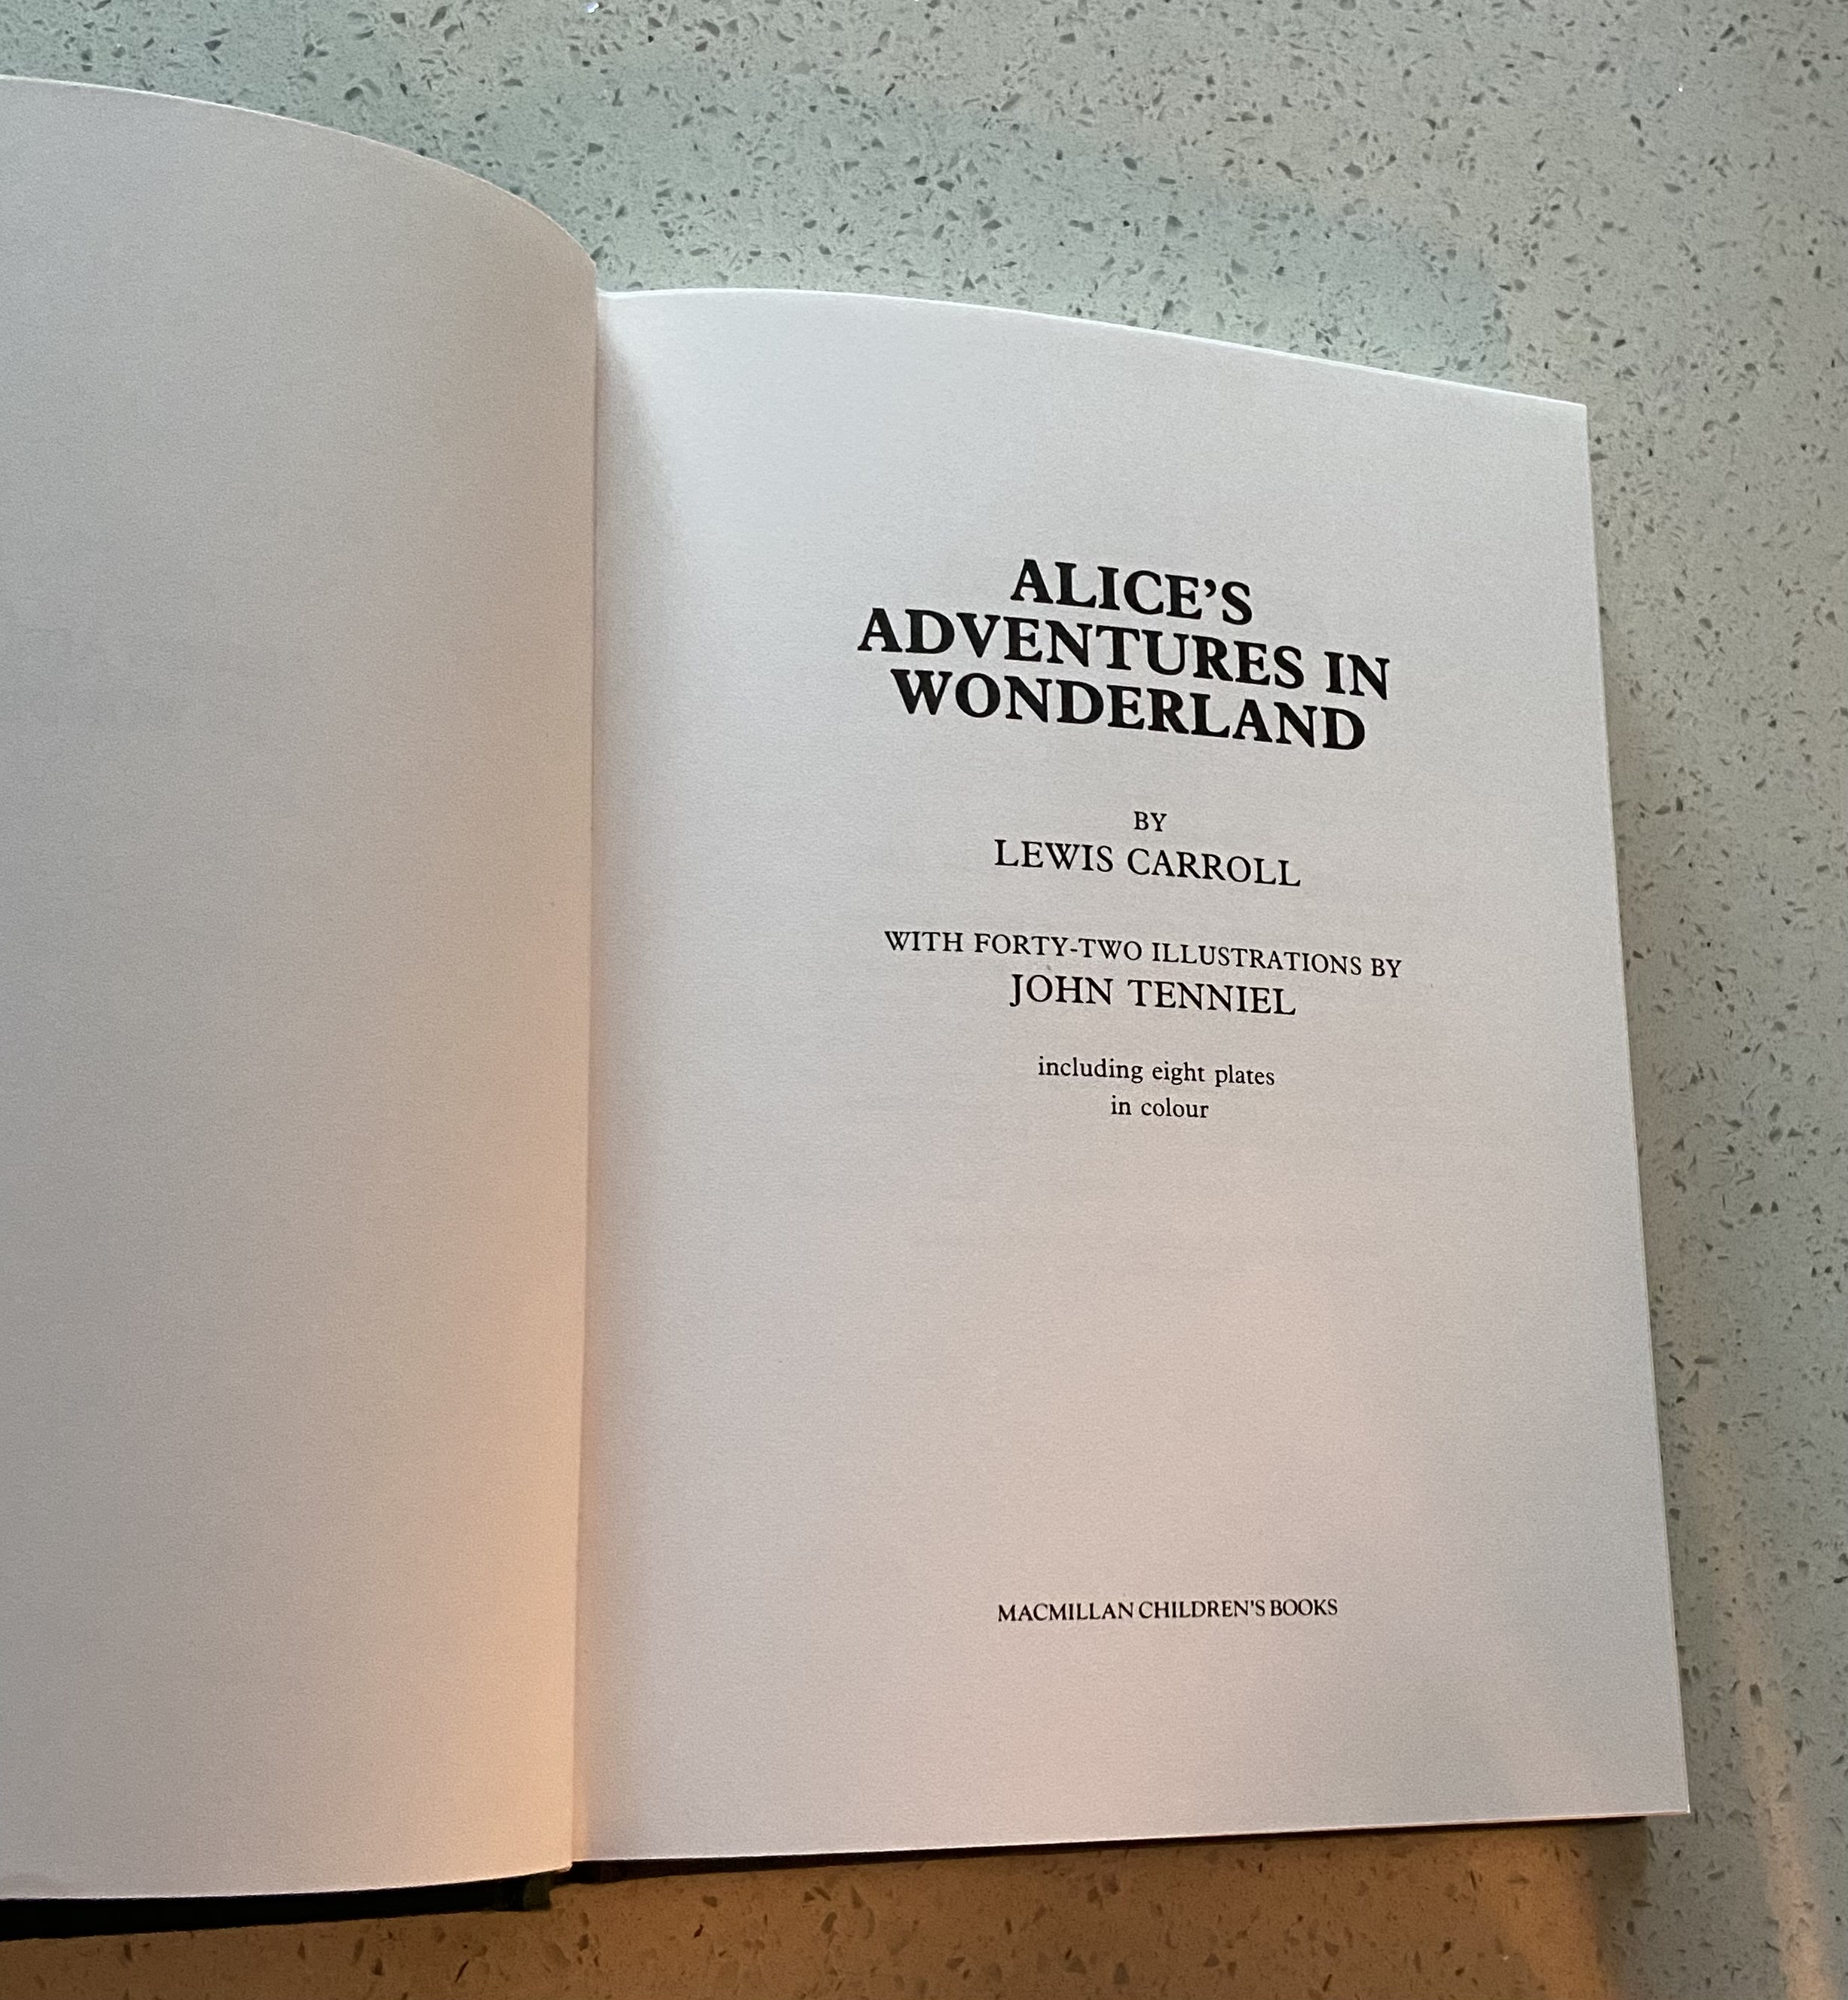 ALICE’S
ADVENTURES IN
WONDERLAND
BY
LEWIS CARROLL
WITH FORTY-TWO ILLUSTRATIONS BY
JOHN TENNIEL
including eight plates
in colour
MACMILLAN CHILDREN'S BOOKS